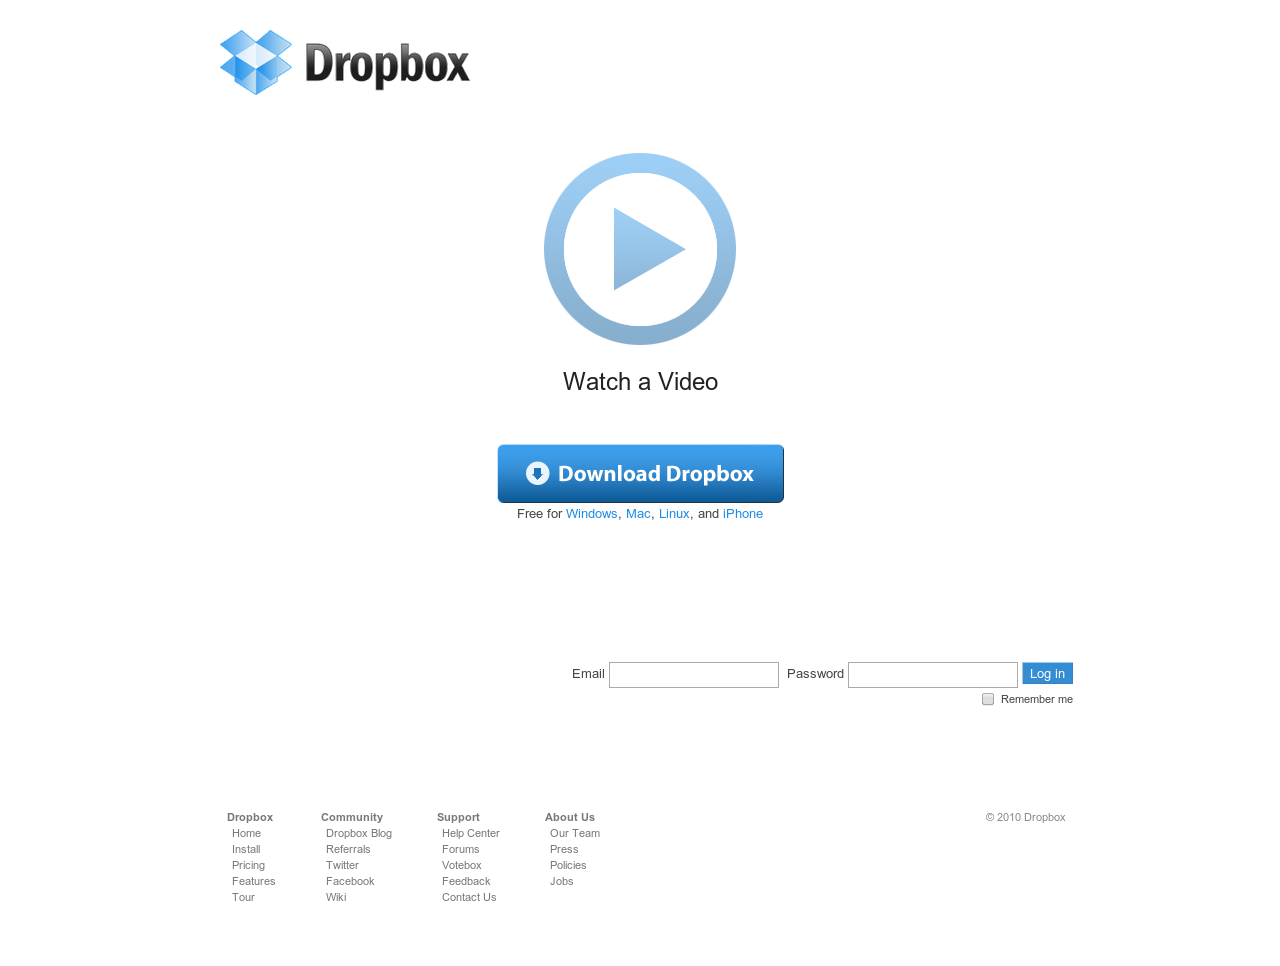 Dropbox
Watch a Video
Download Dropbox
Free for Windows, Mac, Linux, and iPhone
Email Password Log in
Remember me
Dropbox
Home
Install
Pricing
Features
Tour
Community
Dropbox Blog
Referrals
Twitter
Facebook
Wiki
Support
Help Center
Forums
Votebox
Feedback
Contact Us
About Us
Our Team
Press
Policies
Jobs
© 2010 Dropbox